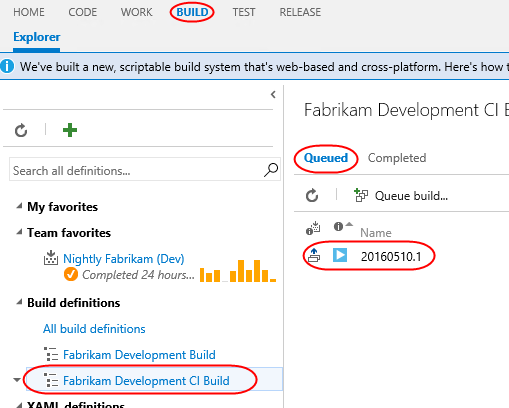 HOME CODE WORK BUILD TEST RELEASE
Explorer
We've built a new, scriptable build system that's web-based and cross-platform. Here's how
Fabrikam Development CI
Queued Completed
Search all definitions...
Queue build...
My favorites
Team favorites
Name
Nightly Fabrikam (Dev)
Completed 24 hours...
20160510.1
Build definitions
All build definitions
Fabrikam Development Build
Fabrikam Development CI Build
XAML definitions